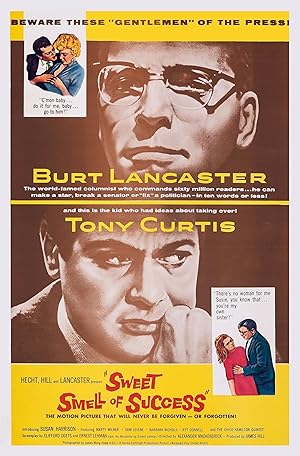 BEWARE THESE "GENTLEMEN" OF THE PRESS!
"C'mon baby...
do it for me, baby...
go to him!"
BURT LANCASTER
The world-famed columnist who commands sixty million readers...he can
make a star, break a senator or "fix" a politician – in ten words or less!
and this is the kid who had ideas about taking over!
TONY CURTIS
"There's no woman for me
Susie, you know that...
you're my
own
sister!"
HECHT, HILL and LANCASTER present
"SWEET
SMELL OF SUCCESS"
THE MOTION PICTURE THAT WILL NEVER BE FORGIVEN – OR FORGOTTEN!
Introducing SUSAN HARRISON · Featuring MARTY MILNER · SAM LEVENE · BARBARA NICHOLS · JEFF DONNELL and THE CHICO HAMILTON QUINTET
Screenplay by CLIFFORD ODETS and ERNEST LEHMAN · From the Novelette by Ernest Lehman · Directed by ALEXANDER MACKENDRICK · Produced by JAMES HILL